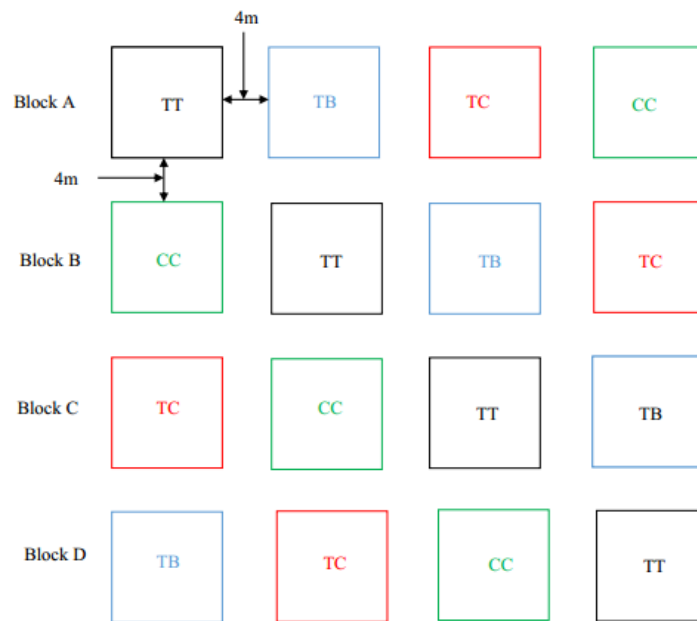 4m
Block A TT TB TC CC
4m
Block B CC TT TB TC
Block C TC CC TT TB
Block D TB TC CC TT